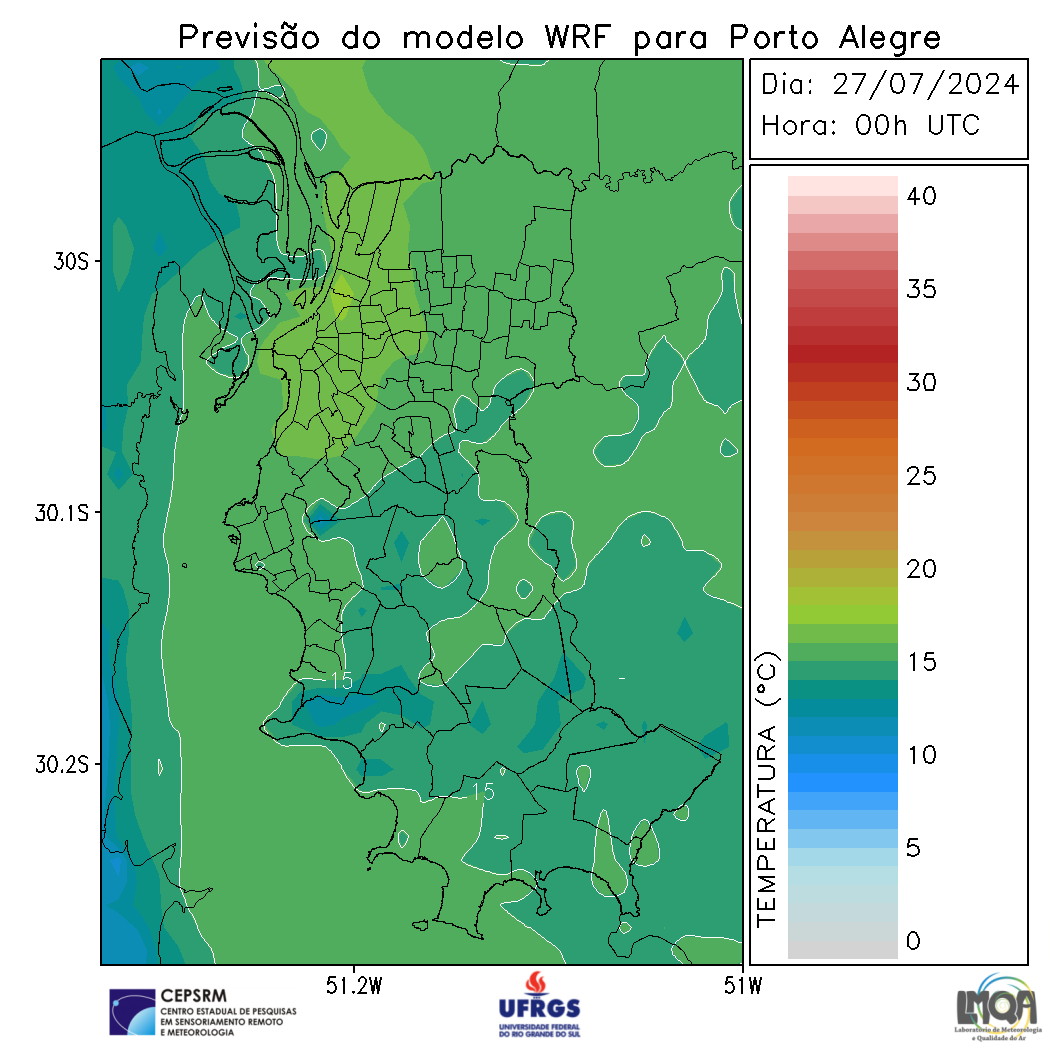 Previsão do modelo WRF para Porto Alegre
Dia: 27/07/2024
Hora: 00h UTC
30S
30.1S
30.2S
51.2W
51W
15
15
TEMPERATURA (°C)
40
35
30
25
20
15
10
5
0
CEPSRM
CENTRO ESTADUAL DE PESQUISAS
EM SENSORIAMENTO REMOTO
E METEOROLOGIA
UFRGS
UNIVERSIDADE FEDERAL
DO RIO GRANDE DO SUL
LMQA
Laboratório de Meteorologia
e Qualidade do Ar